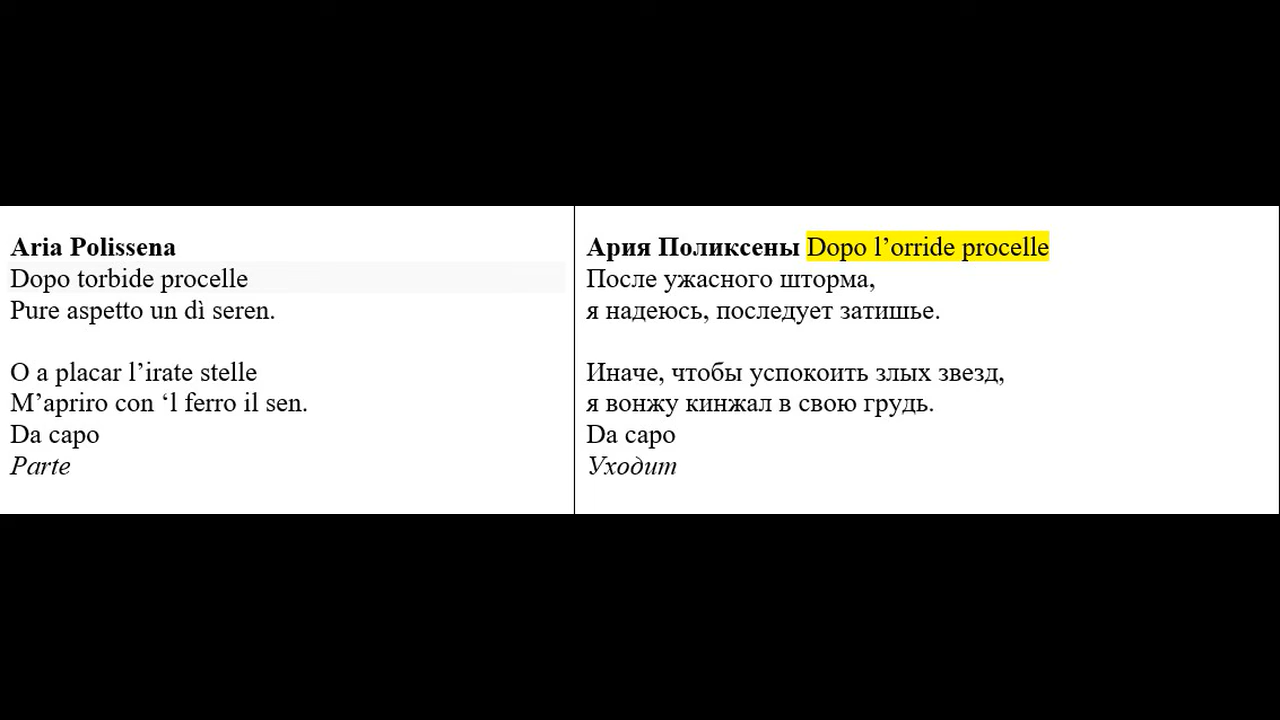 Aria Polissena
Dopo torbide procelle
Pure aspetto un dì seren.
O a placar l’irate stelle
M’apriro con ‘l ferro il sen.
Da capo
Parte
Ария Поликсены Dopo l’orride procelle
После ужасного шторма,
я надеюсь, последует затишье.
Иначе, чтобы успокоить злых звезд,
я вонжу кинжал в свою грудь.
Da capo
Уходит